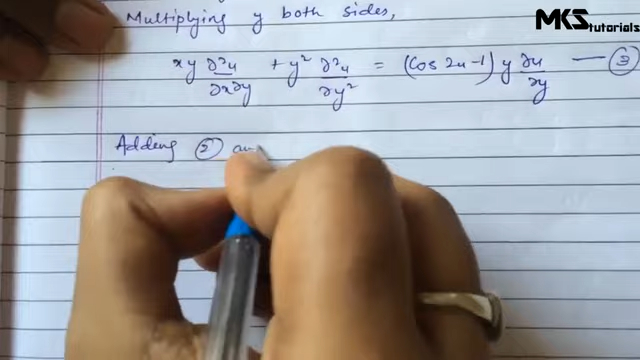 MKS tutorials
Multiplying y both sides,
xy ∂²u/∂x∂y + y² ∂²u/∂y² = (cos 2u-1) y ∂u/∂y — ③
Adding ②